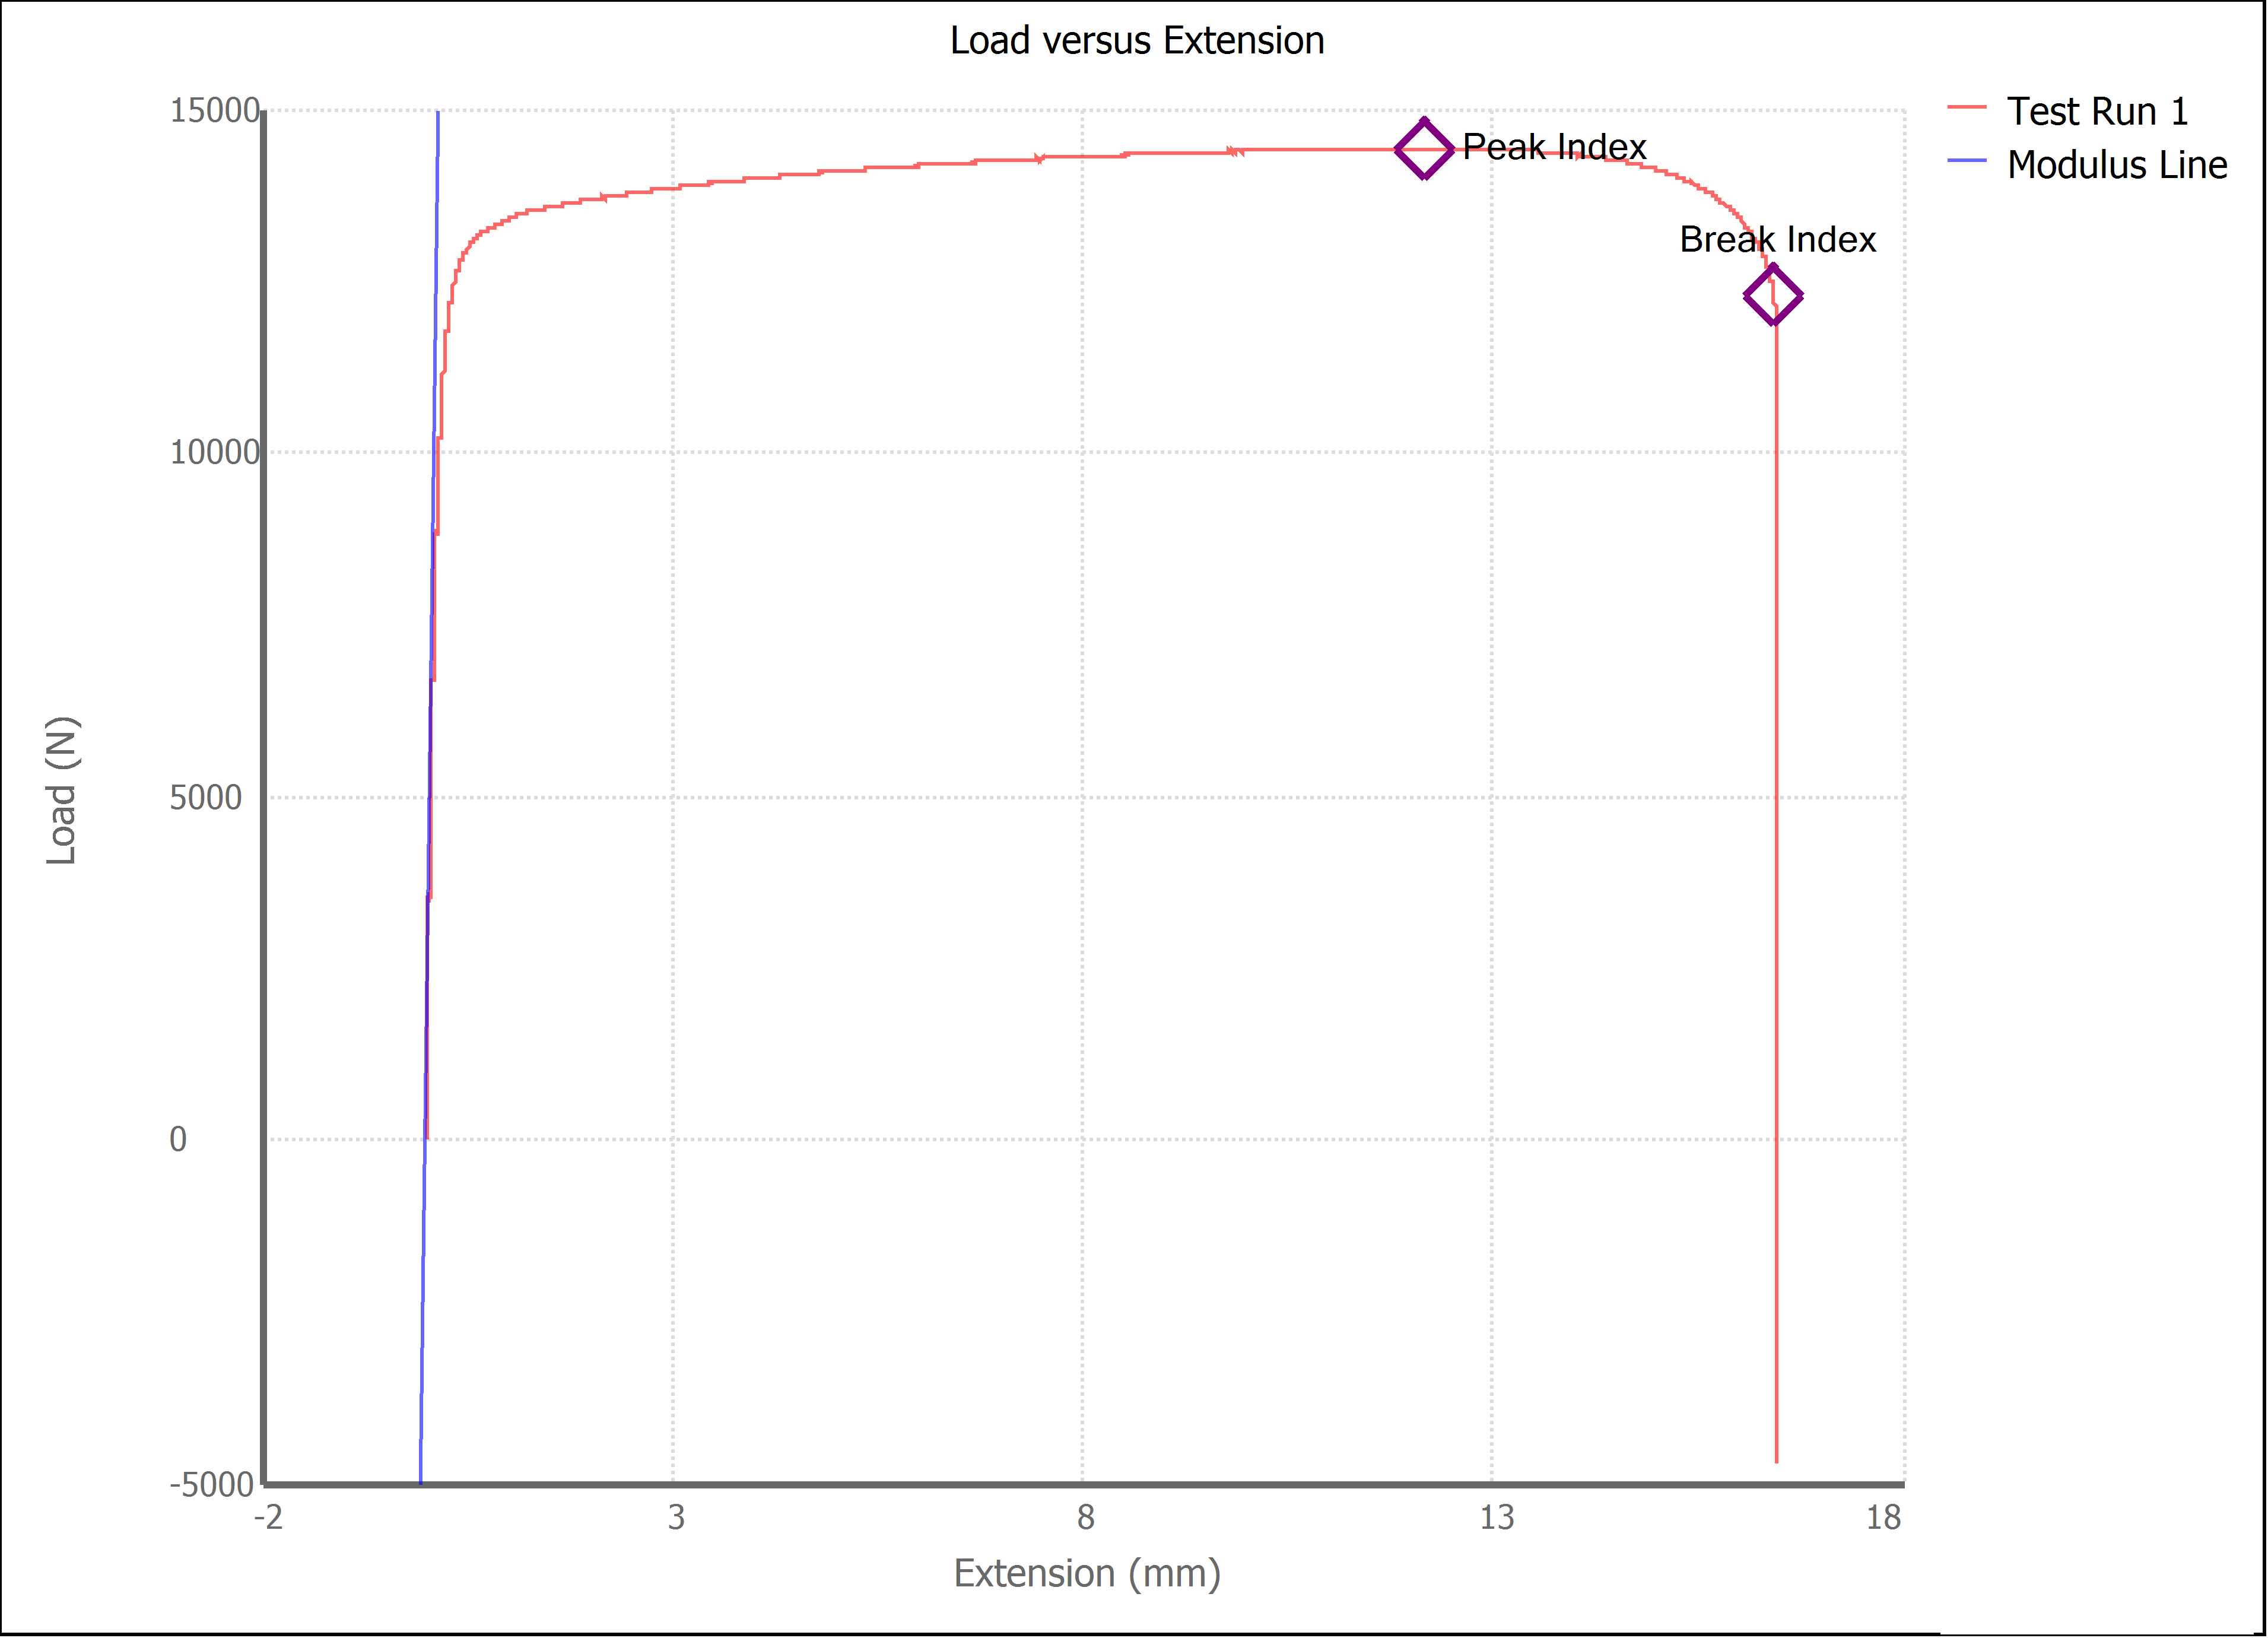 Load versus Extension
Test Run 1
Modulus Line
Peak Index
Break Index
15000
10000
5000
0
-5000
Load (N)
-2 3 8 13 18
Extension (mm)